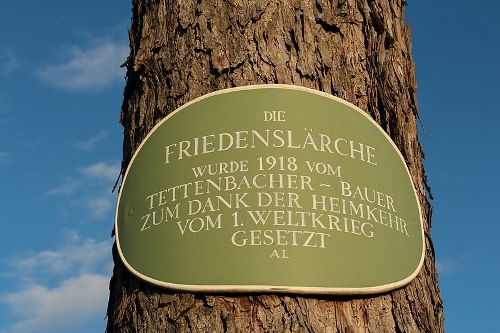 DIE
FRIEDENSLÄRCHE
WURDE 1918 VOM
TETTENBACHER - BAUER
ZUM DANK DER HEIMKEHR
VOM 1. WELTKRIEG
GESETZT
A.L.